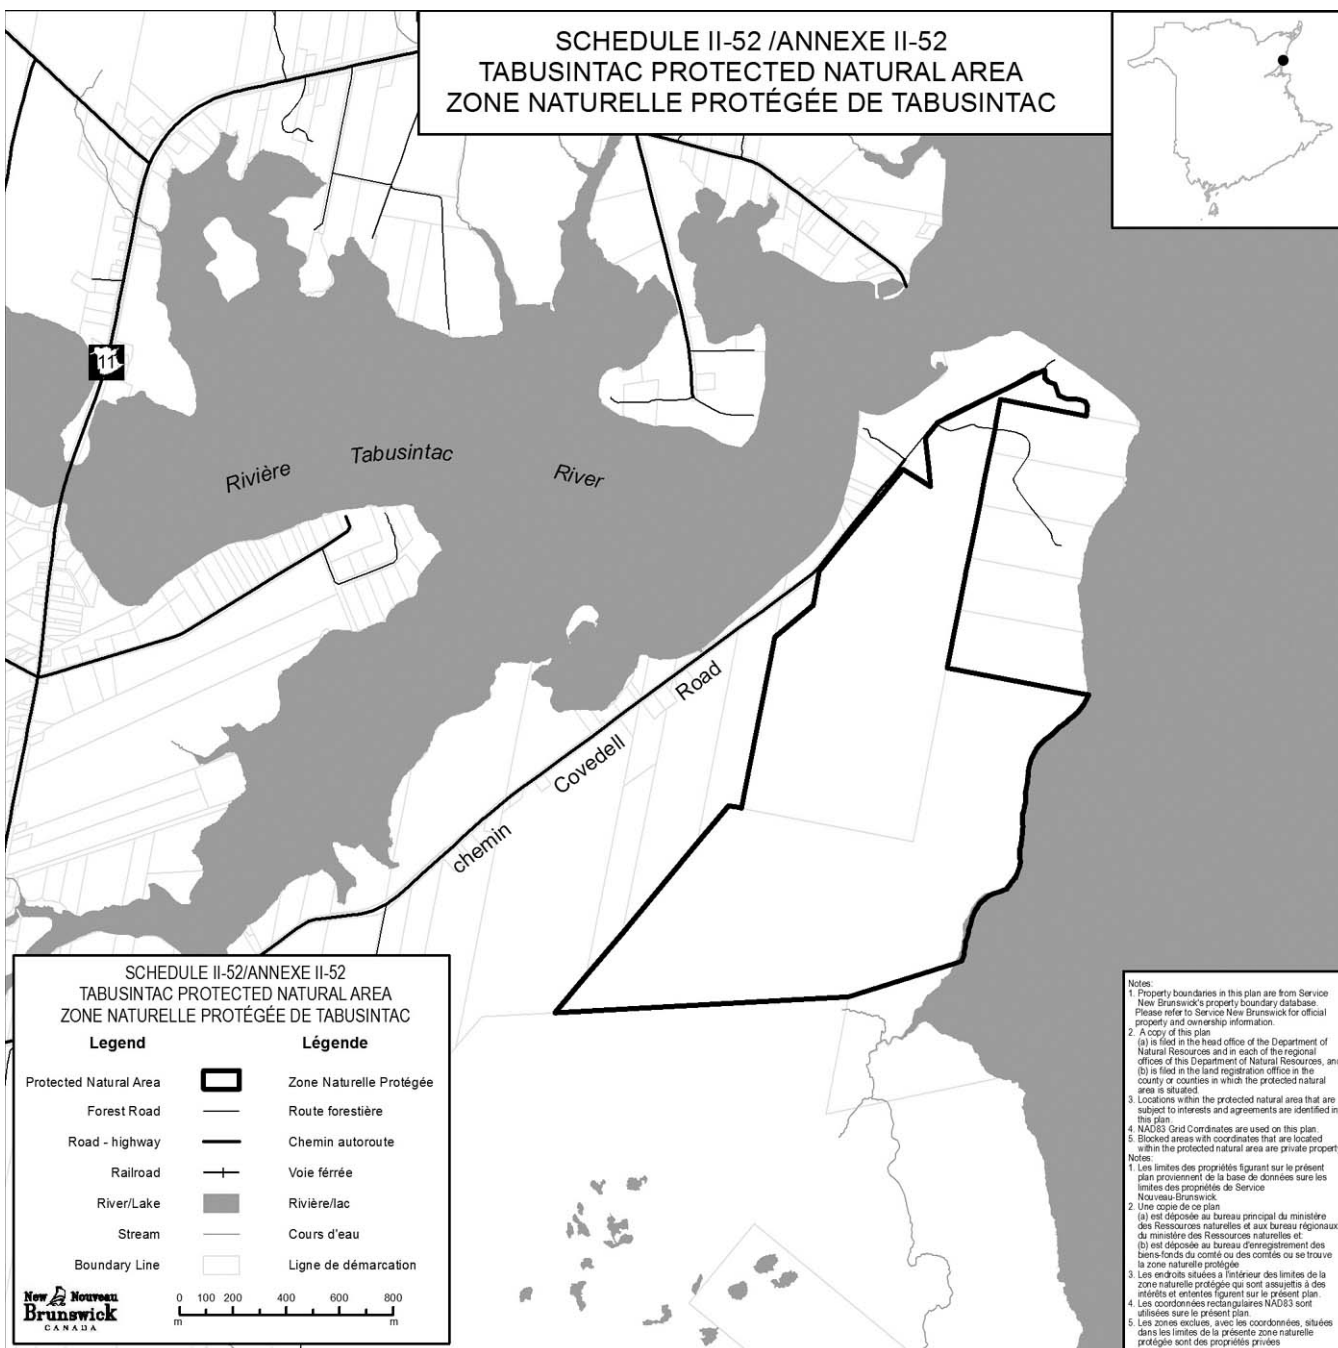 SCHEDULE II-52 /ANNEXE II-52
TABUSINTAC PROTECTED NATURAL AREA
ZONE NATURELLE PROTÉGÉE DE TABUSINTAC
11
Rivière
Tabusintac
River
Road
Covedell
chemin
SCHEDULE II-52/ANNEXE II-52
TABUSINTAC PROTECTED NATURAL AREA
ZONE NATURELLE PROTÉGÉE DE TABUSINTAC
Legend Légende
Protected Natural Area Zone Naturelle Protégée
Forest Road Route forestière
Road - highway Chemin autoroute
Railroad Voie férrée
River/Lake Rivière/lac
Stream Cours d'eau
Boundary Line Ligne de démarcation
New Nouveau
Brunswick
CANADA
0 100 200 400 600 800
m m
Notes:
1. Property boundaries in this plan are from Service
New Brunswick's property boundary database.
Please refer to Service New Brunswick for official
property and ownership information.
2. A copy of this plan
(a) is filed in the head office of the Department of
Natural Resources and in each of the regional
offices of this Department of Natural Resources, and
(b) is filed in the land registration office in the
county or counties in which the protected natural
area is situated.
3. Locations within the protected natural area that are
subject to interests and agreements are identified in
this plan.
4. NAD83 Grid Corrdinates are used on this plan.
5. Blocked areas with coordinates that are located
within the protected natural area are private property
Notes:
1. Les limites des propriétés figurant sur le présent
plan proviennent de la base de données sure les
limites des propriétés de Service
Nouveau-Brunswick.
2. Une copie de ce plan
(a) est déposée au bureau principal du ministére
des Ressources naturelles et aux bureau régionaux
du ministére des Ressources naturelles et:
(b) est déposée au bureau d'enregistrement des
biens-fonds du comté ou des comtés ou se trouve
la zone naturelle protégée
3. Les endroits situées a l'intérieur des limites de la
zone naturelle protégée qui sont assujettis à des
intérêts et ententes figurent sur le présent plan.
4. Les coordonnées rectangulaires NAD83 sont
utilisées sure le présent plan.
5. Les zones exclues, avec les coordonnées, situées
dans les limites de la présente zone naturelle
protégée sont des propriétés privées